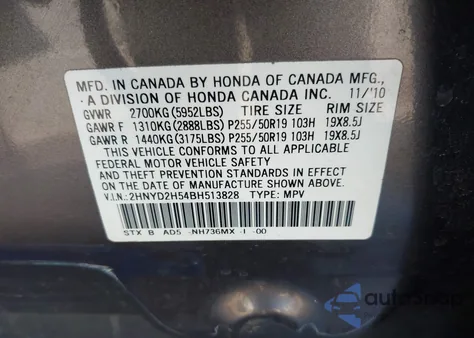 MFD. IN CANADA BY HONDA OF CANADA MFG.,
A DIVISION OF HONDA CANADA INC. 11/'10
GVWR 2700KG (5952LBS) TIRE SIZE RIM SIZE
GAWR F 1310KG (2888LBS) P255/50R19 103H 19X8.5J
GAWR R 1440KG (3175LBS) P255/50R19 103H 19X8.5J
THIS VEHICLE CONFORMS TO ALL APPLICABLE
FEDERAL MOTOR VEHICLE SAFETY
AND THEFT PREVENTION STANDARDS IN EFFECT ON
THE DATE OF MANUFACTURE SHOWN ABOVE.
V.I.N.: 2HNYD2H54BH513828 TYPE: MPV
STX B AD5 NH736MX I 00
autoSnap